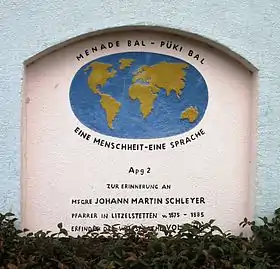 MENADE BAL - PÜKI BAL
EINE MENSCHHEIT - EINE SPRACHE
Apg 2
ZUR ERINNERUNG AN
MSGRE JOHANN MARTIN SCHLEYER
PFARRER IN LITZELSTETTEN v. 1875 - 1885
ERFINDER DER